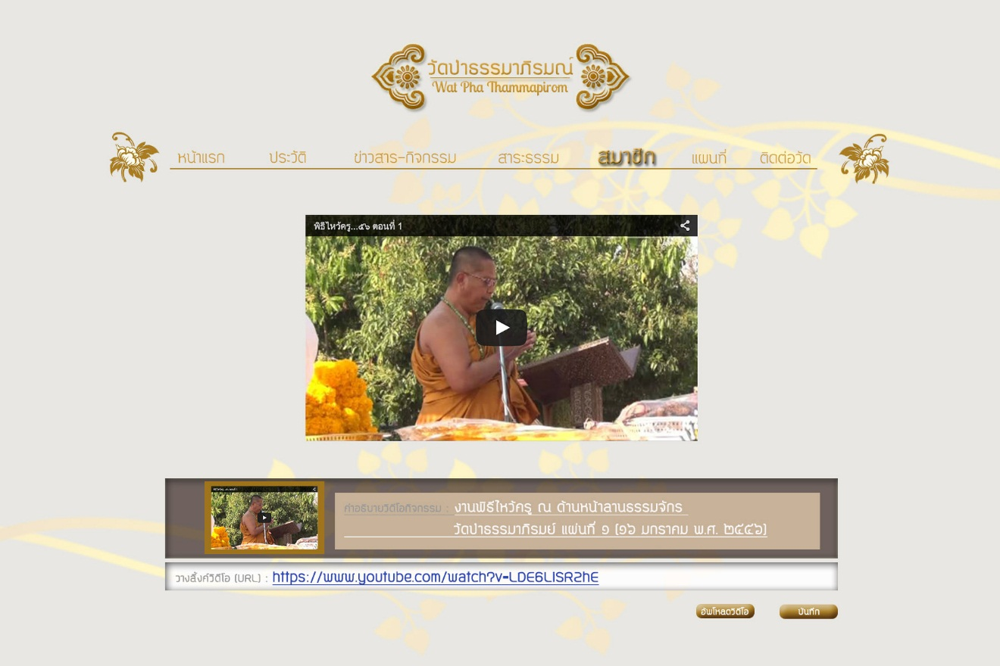 วัดป่าธรรมาภิรมณ์
Wat Pha Thammapirom
หน้าแรก ประวัติ ข่าวสาร-กิจกรรม สาระธรรม สมาชิก แผนที่ ติดต่อวัด
พิธีไหว้ครู...๕๖ ตอนที่ 1
คำอธิบายวิดีโอกิจกรรม : งานพิธีไหว้ครู ณ ด้านหน้าลานธรรมจักร
วัดป่าธรรมาภิรมย์ แผ่นที่ ๑ (๑๖ มกราคม พ.ศ. ๒๕๕๖)
วางลิ้งค์วิดีโอ (URL) : https://www.youtube.com/watch?v=LDE6LISR2hE
อัพโหลดวิดีโอ บันทึก